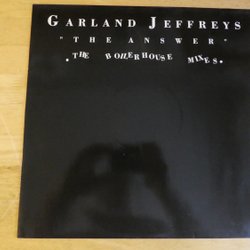 GARLAND JEFFREYS
"THE ANSWER"
•THE BOILERHOUSE MIXES•